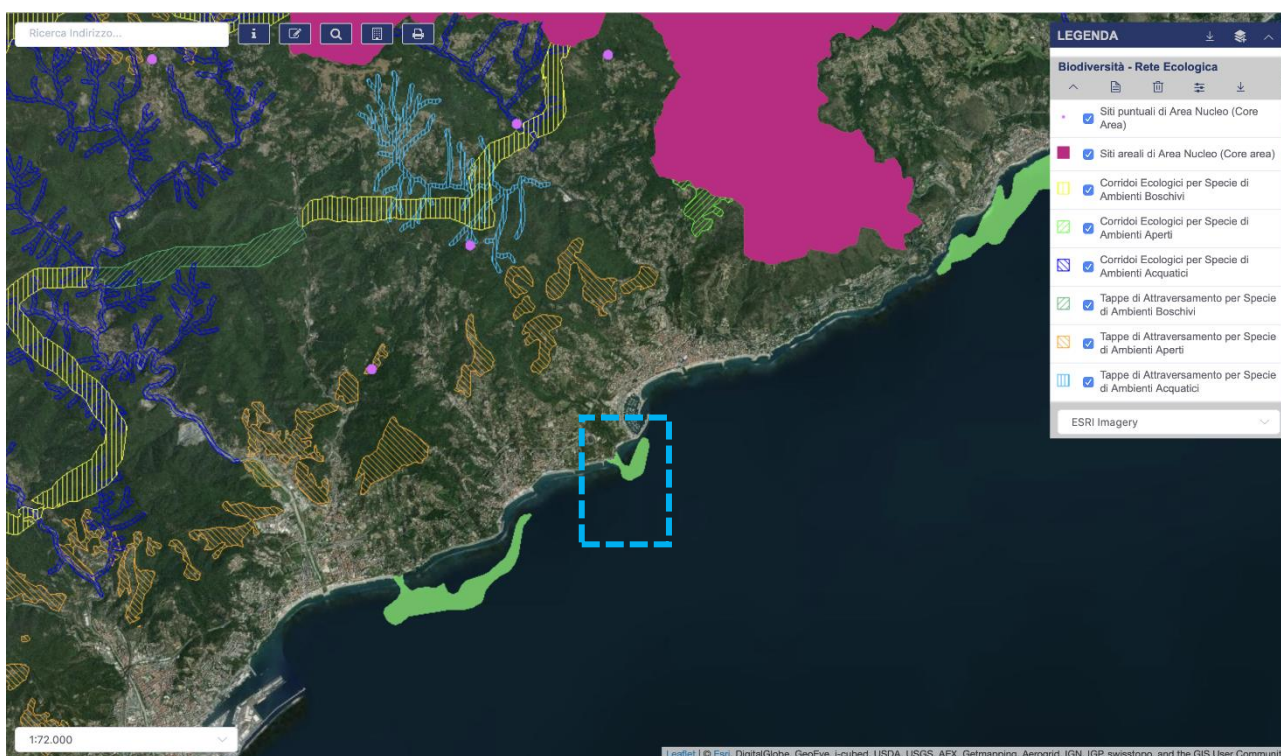 Ricerca Indirizzo...
LEGENDA
Biodiversità - Rete Ecologica
Siti puntuali di Area Nucleo (Core
Area)
Siti areali di Area Nucleo (Core area)
Corridoi Ecologici per Specie di
Ambienti Boschivi
Corridoi Ecologici per Specie di
Ambienti Aperti
Corridoi Ecologici per Specie di
Ambienti Acquatici
Tappe di Attraversamento per Specie
di Ambienti Boschivi
Tappe di Attraversamento per Specie
di Ambienti Aperti
Tappe di Attraversamento per Specie
di Ambienti Acquatici
ESRI Imagery
1:72.000
Leaflet | © Esri, DigitalGlobe, GeoEye, i-cubed, USDA, USGS, AEX, Getmapping, Aerogrid, IGN, IGP, swisstopo, and the GIS User Communit